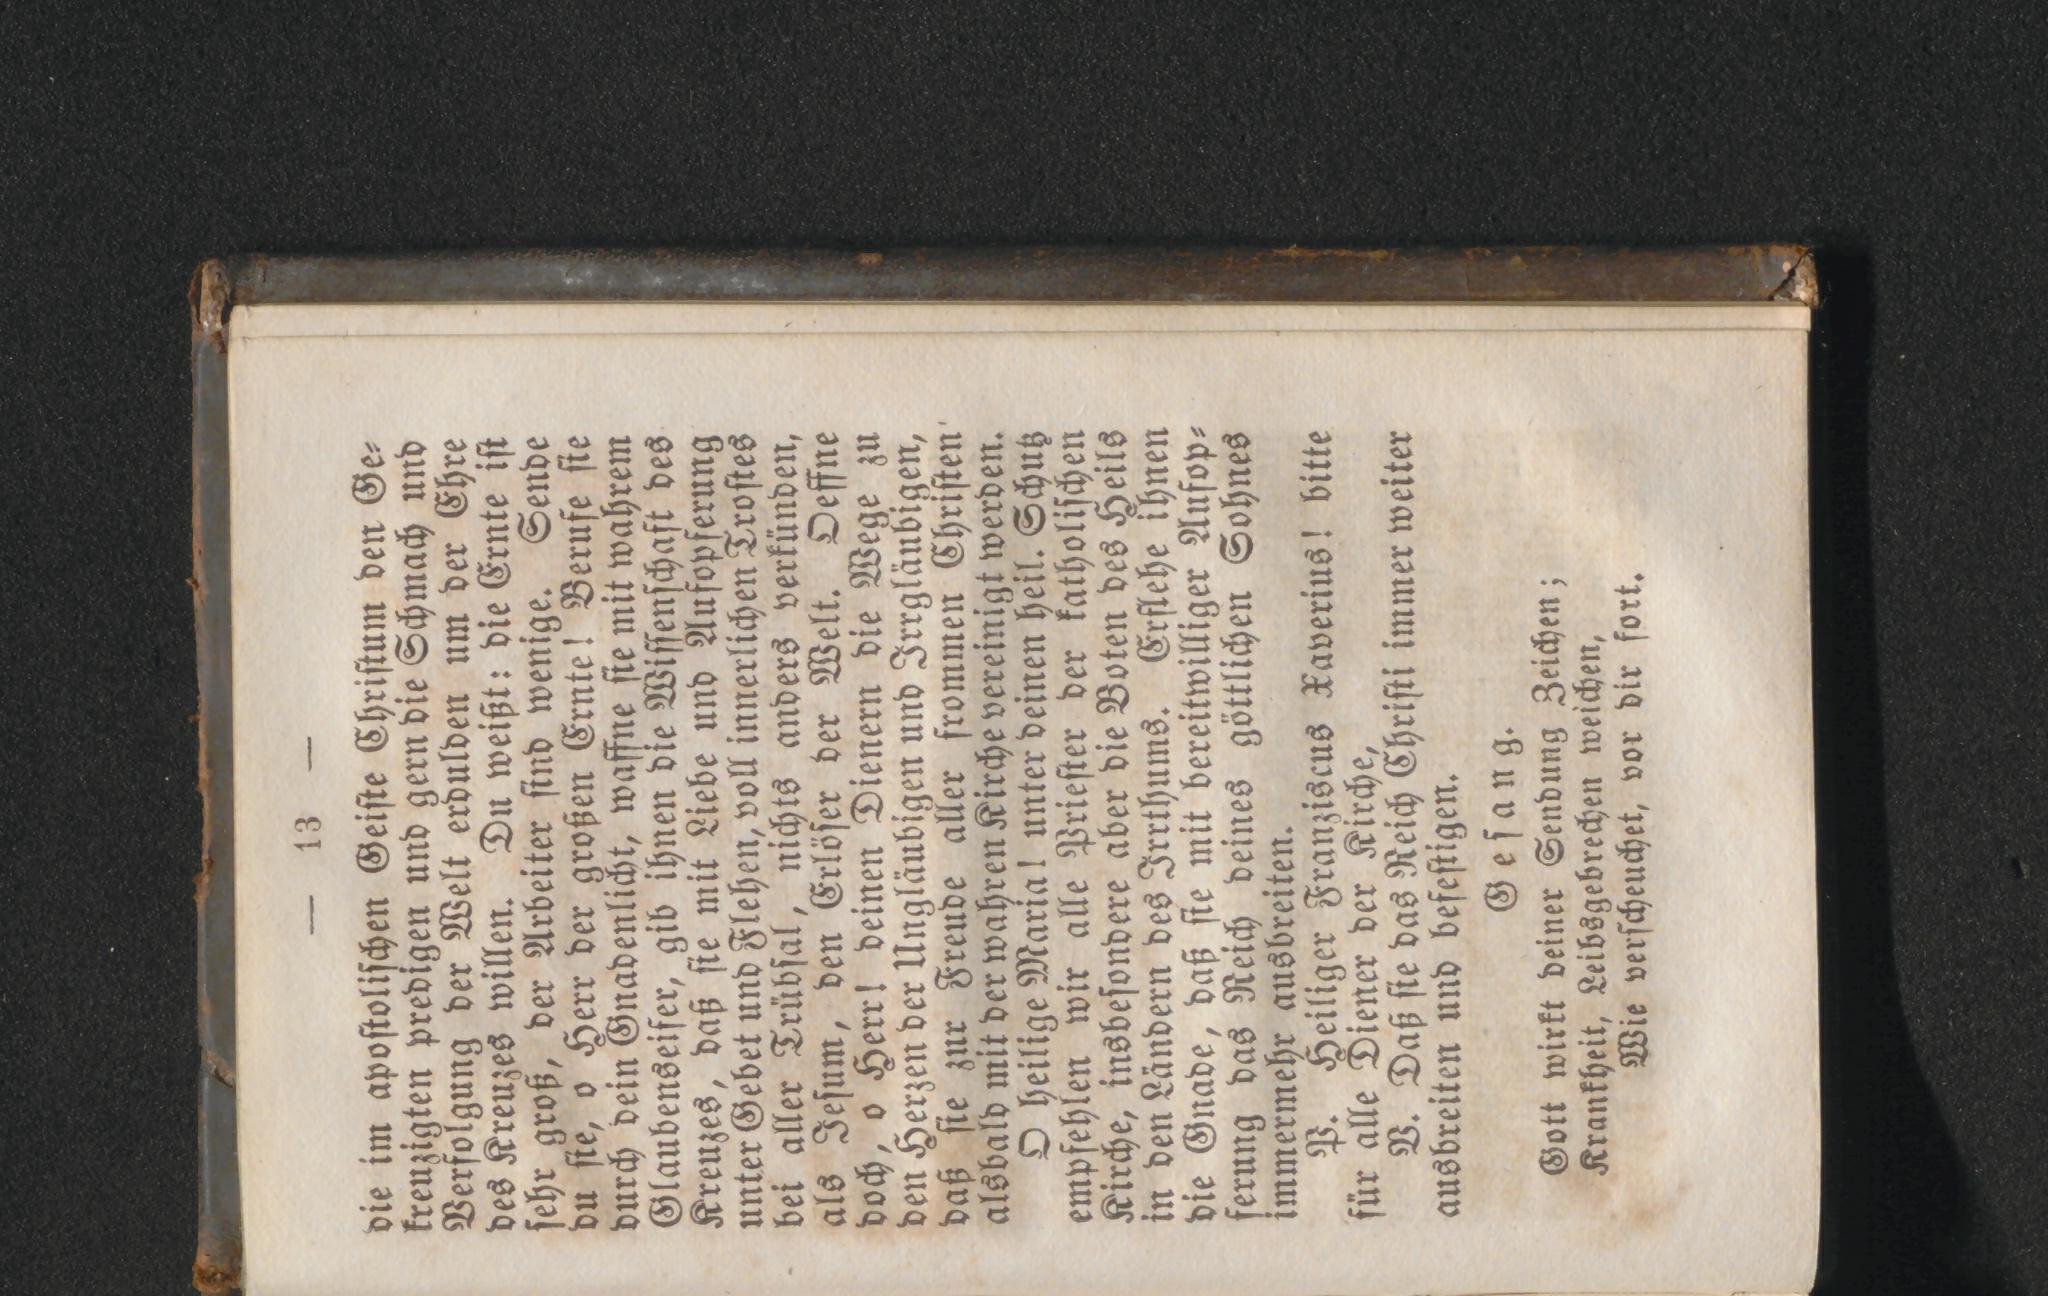 — 13 —
die im apostolischen Geiste Christum den Ge-
kreuzigten predigen und gern die Schmach und
Verfolgung der Welt erdulden um der Ehre
des Kreuzes willen. Du weißt: die Ernte ist
sehr groß, der Arbeiter sind wenige. Sende
du sie, o Herr der großen Ernte! Berufe sie
durch dein Gnadenlicht, waffne sie mit wahrem
Glaubenseifer, gib ihnen die Wissenschaft des
Kreuzes, daß sie mit Liebe und Aufopferung
unter Gebet und Flehen, voll innerlichen Trostes
bei aller Trübsal, nichts anders verkünden,
als Jesum, den Erlöser der Welt. Oeffne
doch, o Herr! deinen Dienern die Wege zu
den Herzen der Ungläubigen und Irrgläubigen,
daß sie zur Freude aller frommen Christen
alsbald mit der wahren Kirche vereinigt werden.
O heilige Maria! unter deinen heil. Schutz
empfehlen wir alle Priester der katholischen
Kirche, insbesondere aber die Boten des Heils
in den Ländern des Irrthums. Erflehe ihnen
die Gnade, daß sie mit bereitwilliger Aufop-
ferung das Reich deines göttlichen Sohnes
immermehr ausbreiten.
P. Heiliger Franziscus Xaverius! bitte
für alle Diener der Kirche,
V. Daß sie das Reich Christi immer weiter
ausbreiten und befestigen.
Gesang.
Gott wirkt deiner Sendung Zeichen;
Krankheit, Leibsgebrechen weichen,
Wie verscheuchet, vor dir fort.